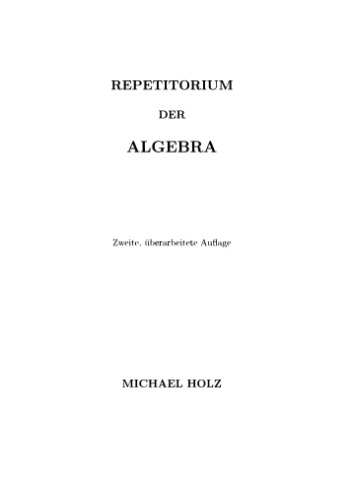 REPETITORIUM
DER
ALGEBRA
Zweite, überarbeitete Auflage
MICHAEL HOLZ